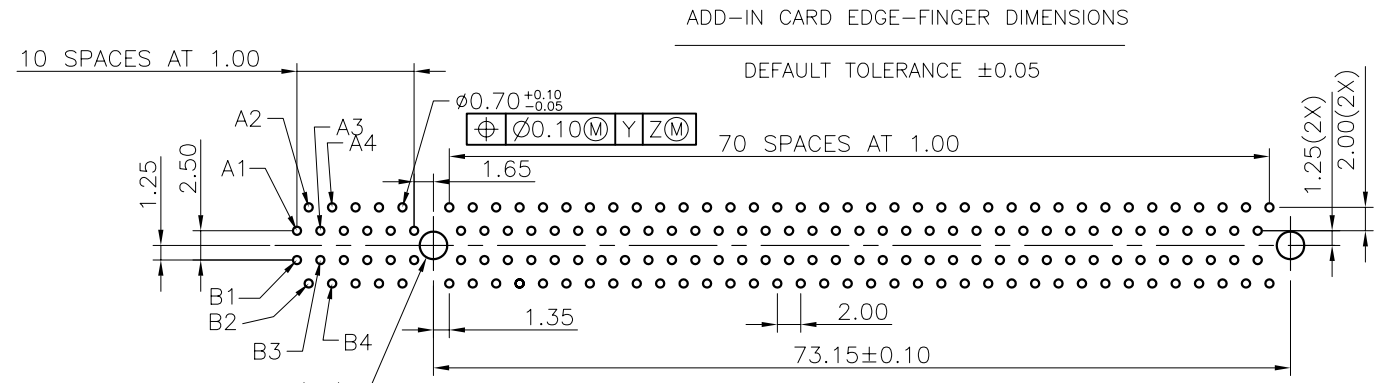 ADD-IN CARD EDGE-FINGER DIMENSIONS
DEFAULT TOLERANCE ±0.05
10 SPACES AT 1.00
Ø0.70 +0.10 -0.05
⌖ Ø0.10Ⓜ Y ZⓂ
70 SPACES AT 1.00
1.65
A2
A3
A4
A1
1.25
2.50
1.25(2X)
2.00(2X)
B1
B2
B3
B4
1.35
2.00
73.15±0.10